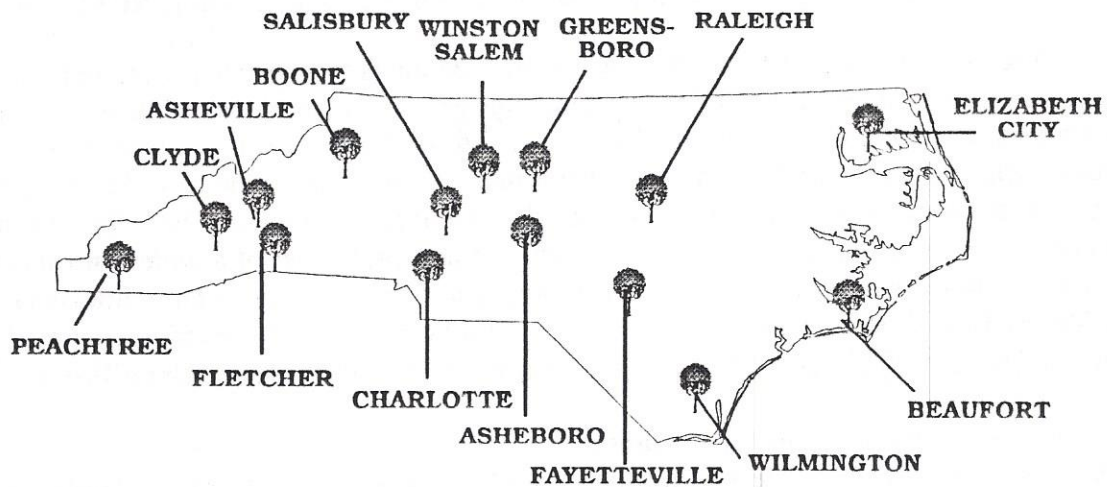 SALISBURY
WINSTON
SALEM
GREENS-
BORO
RALEIGH
BOONE
ASHEVILLE
CLYDE
ELIZABETH
CITY
PEACHTREE
FLETCHER
CHARLOTTE
ASHEBORO
FAYETTEVILLE
WILMINGTON
BEAUFORT